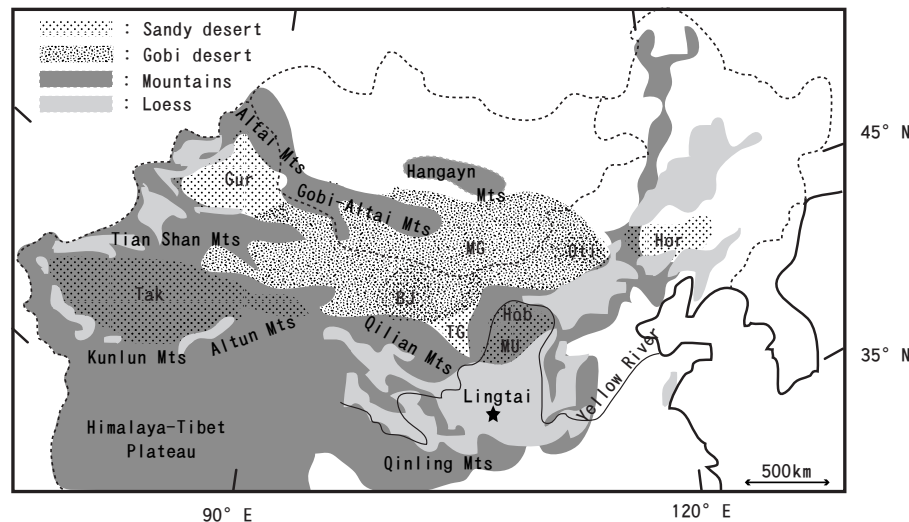 : Sandy desert
: Gobi desert
: Mountains
: Loess
45° N
Altai Mts
Hangayn
Mts
Gur
Gobi-Altai Mts
Tian Shan Mts
MG
Oti
Hor
Tak
BJ
Hob
TG
MU
Altun Mts
Qilian Mts
Kunlun Mts
35° N
Yellow River
Lingtai
Himalaya-Tibet
Plateau
Qinling Mts
500km
90° E
120° E